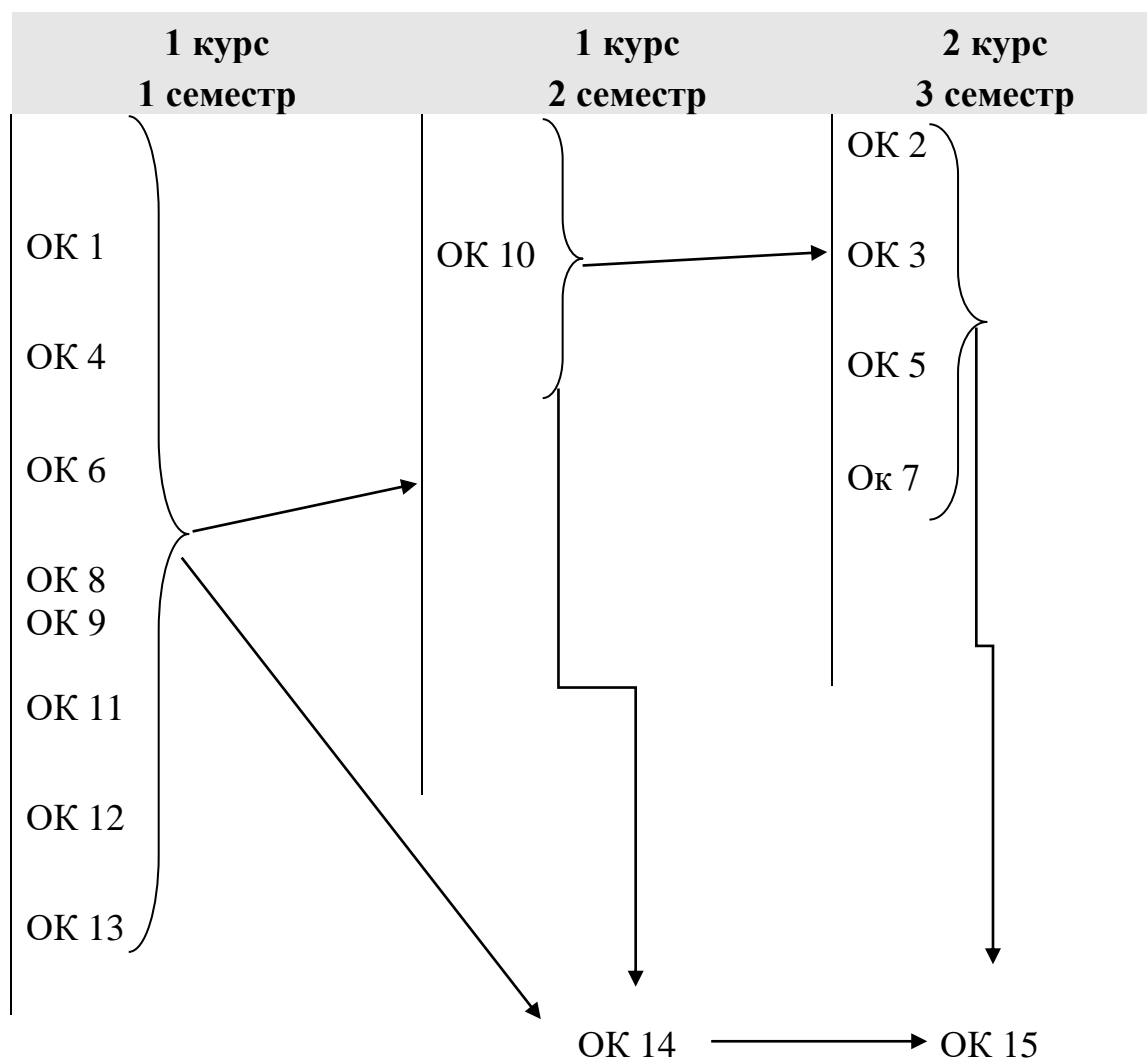 1 курс
1 семестр
1 курс
2 семестр
2 курс
3 семестр
ОК 1
ОК 4
ОК 6
ОК 8
ОК 9
ОК 11
ОК 12
ОК 13
ОК 10
ОК 2
ОК 3
ОК 5
Ок 7
ОК 14
ОК 15